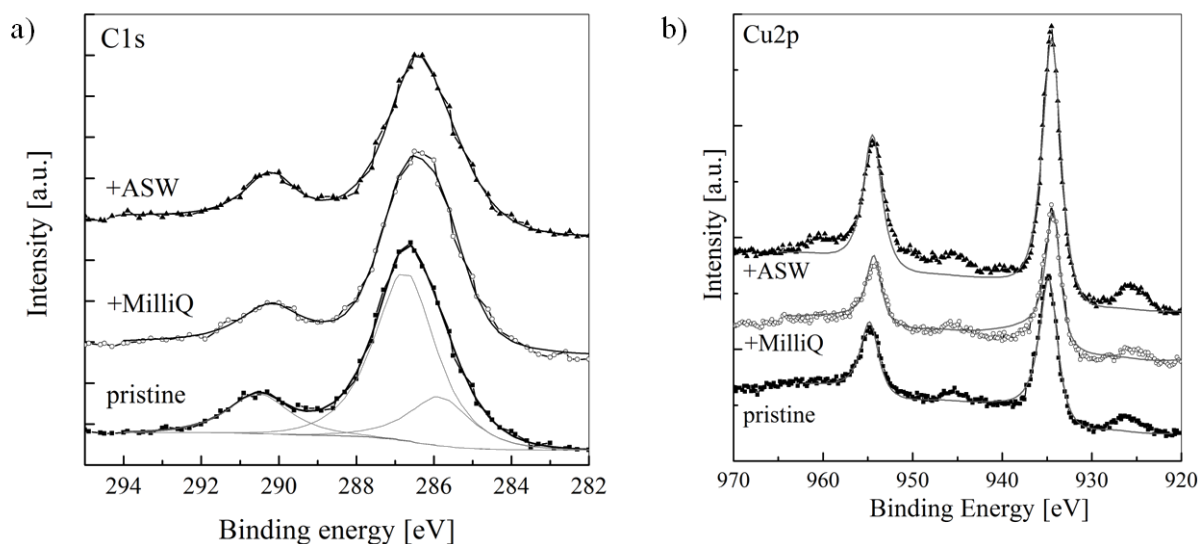 a)
C1s
+ASW
+MilliQ
pristine
Intensity [a.u.]
294 292 290 288 286 284 282
Binding energy [eV]
b)
Cu2p
+ASW
+MilliQ
pristine
Intensity [a.u.]
970 960 950 940 930 920
Binding Energy [eV]